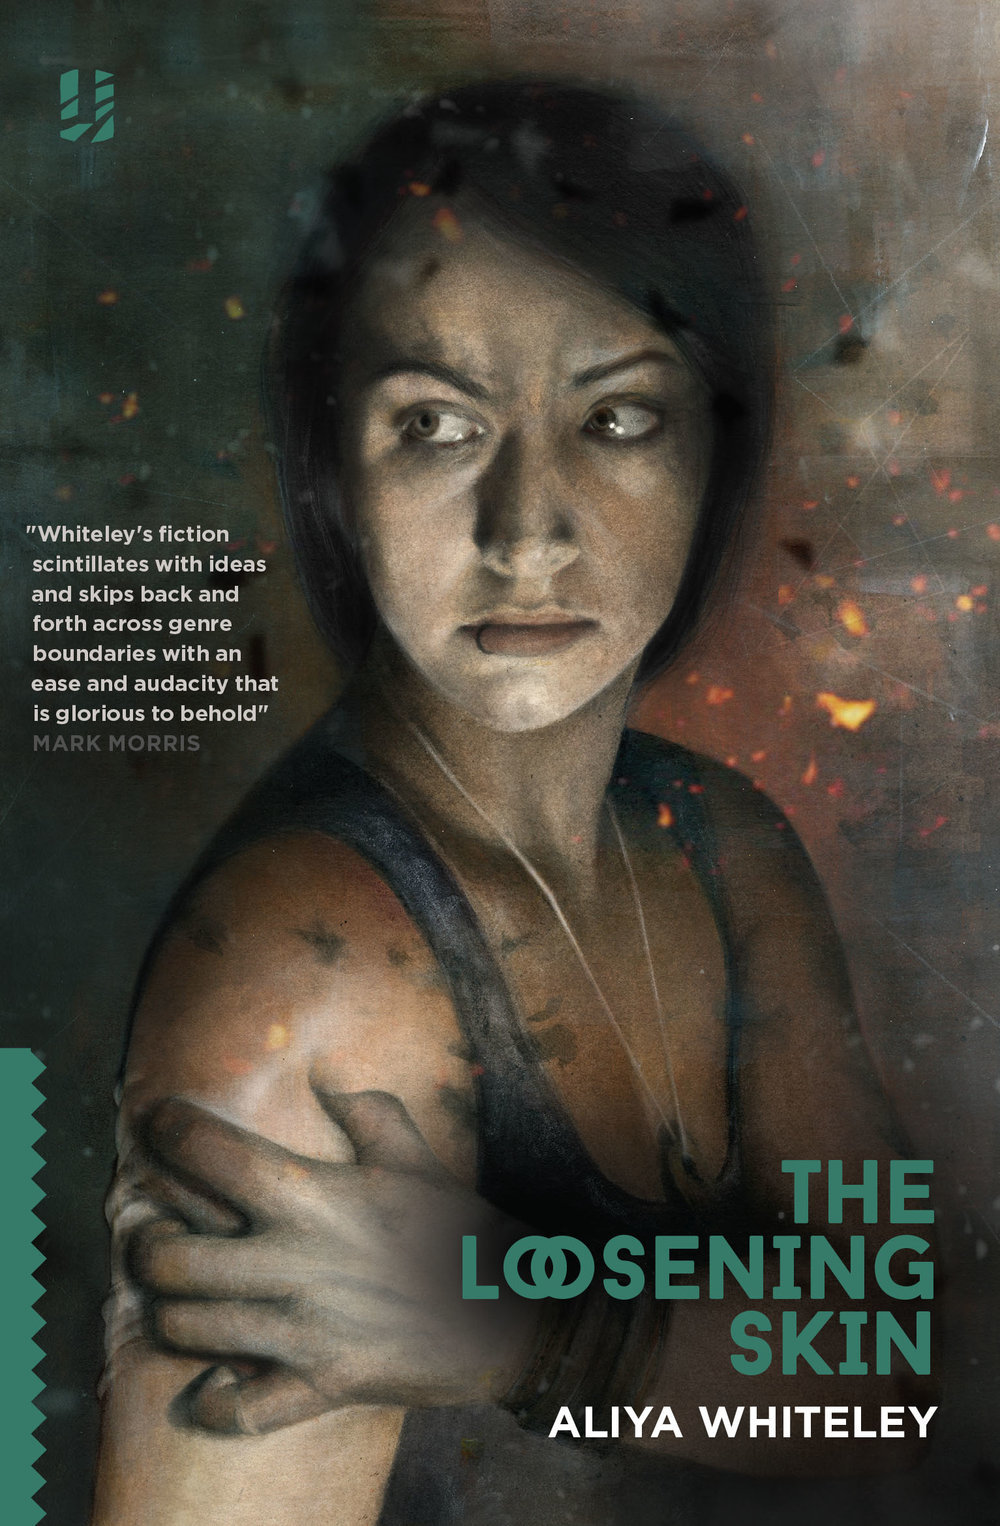 "Whiteley's fiction
scintillates with ideas
and skips back and
forth across genre
boundaries with an
ease and audacity that
is glorious to behold"
MARK MORRIS
THE
LOOSENING
SKIN
ALIYA WHITELEY